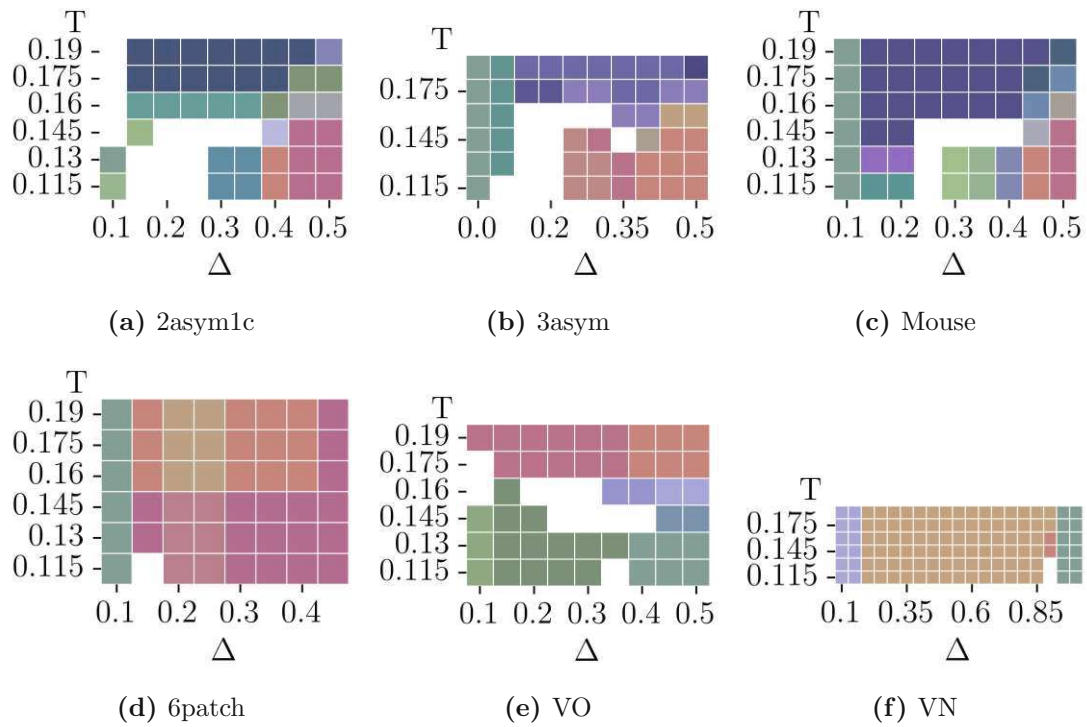 T
0.19
0.175
0.16
0.145
0.13
0.115
0.1 0.2 0.3 0.4 0.5
Δ
(a) 2asym1c
T
0.175
0.145
0.115
0.0 0.2 0.35 0.5
Δ
(b) 3asym
T
0.19
0.175
0.16
0.145
0.13
0.115
0.1 0.2 0.3 0.4 0.5
Δ
(c) Mouse
T
0.19
0.175
0.16
0.145
0.13
0.115
0.1 0.2 0.3 0.4
Δ
(d) 6patch
T
0.19
0.175
0.16
0.145
0.13
0.115
0.1 0.2 0.3 0.4 0.5
Δ
(e) VO
T
0.175
0.145
0.115
0.1 0.35 0.6 0.85
Δ
(f) VN